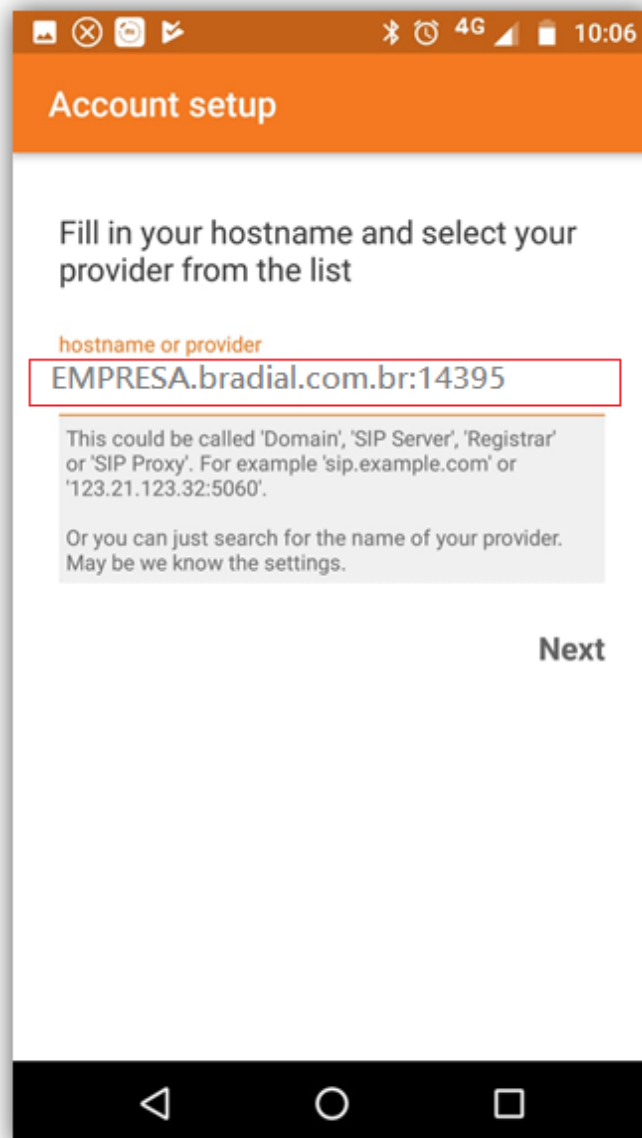 4G 10:06
Account setup
Fill in your hostname and select your
provider from the list
hostname or provider
EMPRESA.bradial.com.br:14395
This could be called 'Domain', 'SIP Server', 'Registrar'
or 'SIP Proxy'. For example 'sip.example.com' or
'123.21.123.32:5060'.
Or you can just search for the name of your provider.
May be we know the settings.
Next